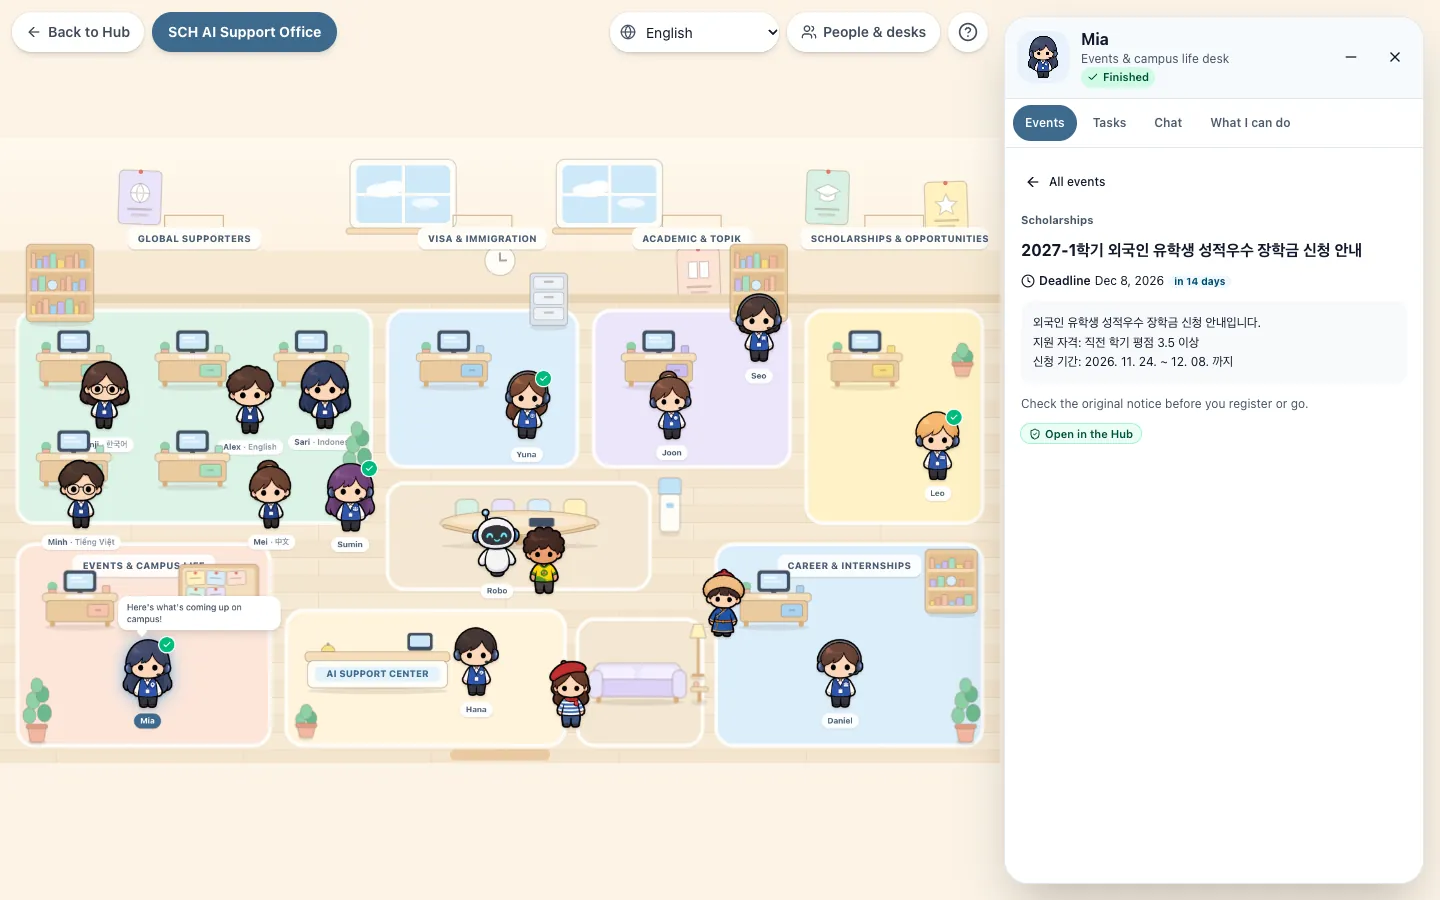 Back to Hub
SCH AI Support Office
English
People & desks
GLOBAL SUPPORTERS
VISA & IMMIGRATION
ACADEMIC & TOPIK
SCHOLARSHIPS & OPPORTUNITIES
Seo
한국어
Alex · English
Sari ·
Yuna
Joon
Leo
Minh · Tiếng Việt
Mei · 中文
Sumin
EVENTS & CAMPUS
CAREER & INTERNSHIPS
Robo
Here's what's coming up on
campus!
AI SUPPORT CENTER
Mia
Hana
Daniel
Mia
Events & campus life desk
Finished
Events
Tasks
Chat
What I can do
All events
Scholarships
2027-1학기 외국인 유학생 성적우수 장학금 신청 안내
Deadline Dec 8, 2026 in 14 days
외국인 유학생 성적우수 장학금 신청 안내입니다.
지원 자격: 직전 학기 평점 3.5 이상
신청 기간: 2026. 11. 24. ~ 12. 08. 까지
Check the original notice before you register or go.
Open in the Hub